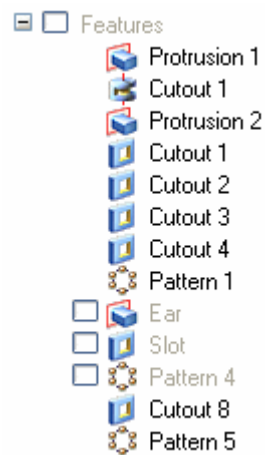 Features
Protrusion 1
Cutout 1
Protrusion 2
Cutout 1
Cutout 2
Cutout 3
Cutout 4
Pattern 1
Ear
Slot
Pattern 4
Cutout 8
Pattern 5